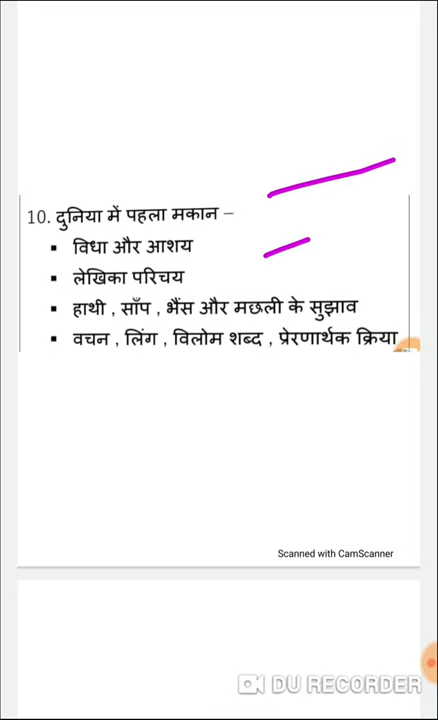 10. दुनिया में पहला मकान –
▪ विधा और आशय
▪ लेखिका परिचय
▪ हाथी , साँप , भैंस और मछली के सुझाव
▪ वचन , लिंग , विलोम शब्द , प्रेरणार्थक क्रिया
Scanned with CamScanner
DU RECORDER